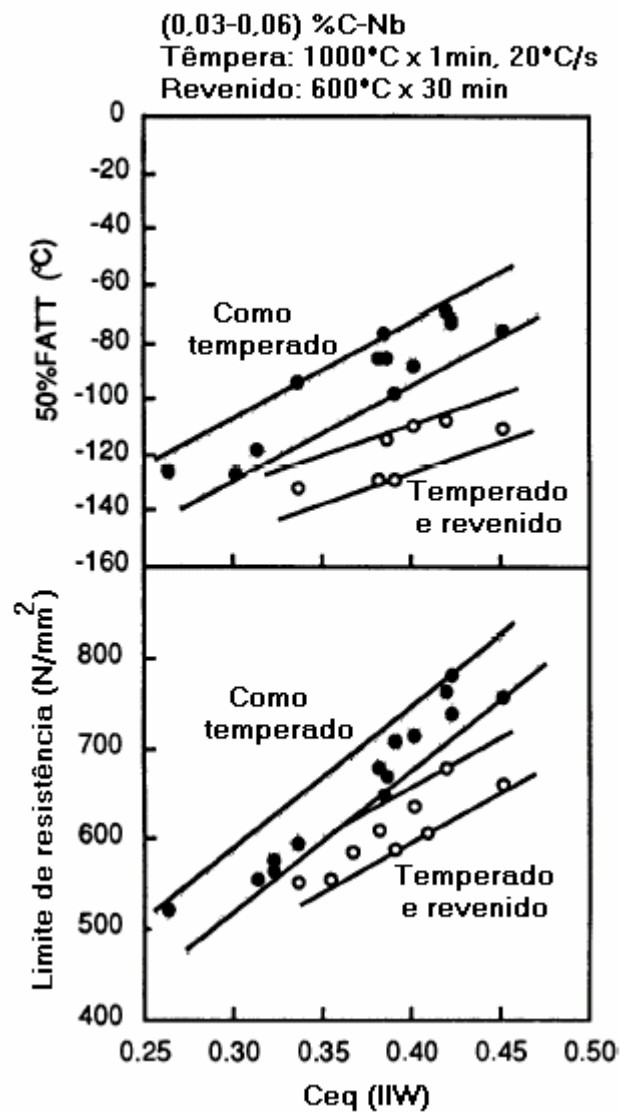 (0,03-0,06) %C-Nb
Têmpera: 1000°C x 1min, 20°C/s
Revenido: 600°C x 30 min
0
-20
-40
-60
-80
-100
-120
-140
-160
50%FATT (°C)
Como
temperado
Temperado
e revenido
800
700
600
500
400
Limite de resistência (N/mm²)
Como
temperado
Temperado
e revenido
0.25 0.30 0.35 0.40 0.45 0.50
Ceq (IIW)